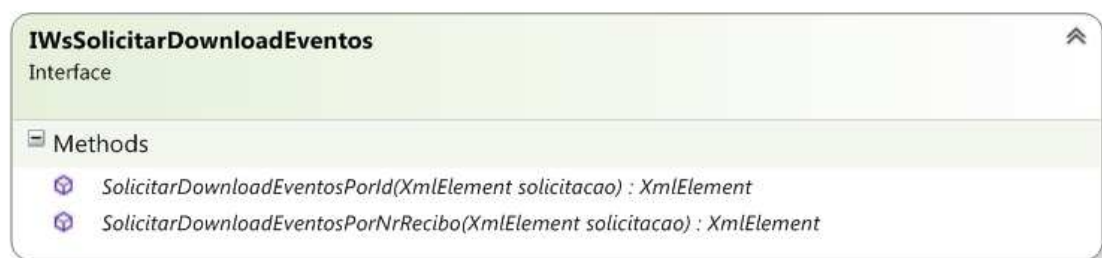 IWsSolicitarDownloadEventos
Interface
Methods
SolicitarDownloadEventosPorId(XmlElement solicitacao) : XmlElement
SolicitarDownloadEventosPorNrRecibo(XmlElement solicitacao) : XmlElement